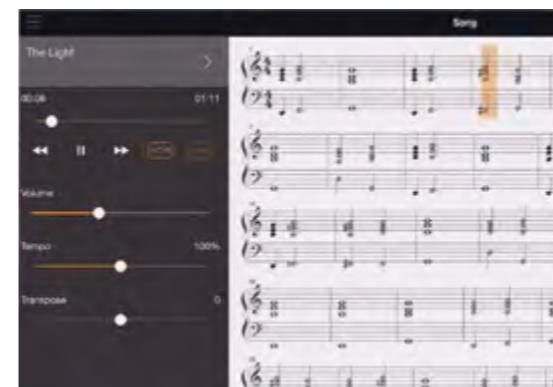 Song
The Light
00:06 01:11
Volume
Tempo 100%
Transpose 0